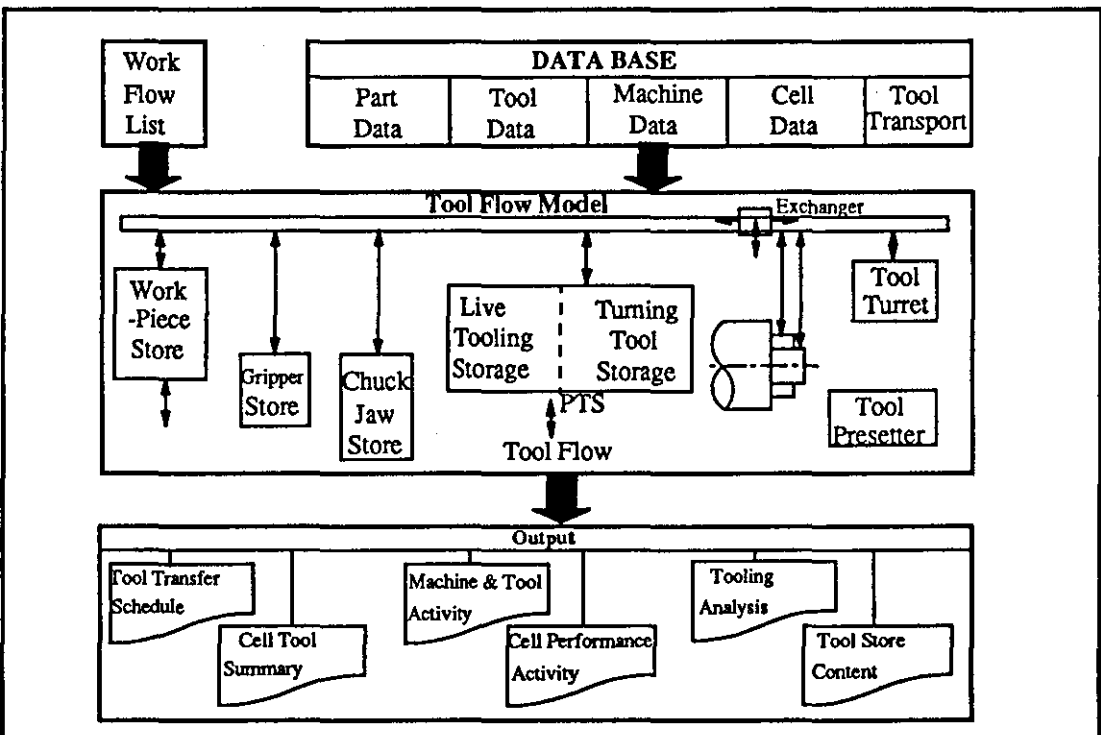 Work
Flow
List
DATA BASE
Part
Data
Tool
Data
Machine
Data
Cell
Data
Tool
Transport
Tool Flow Model
Exchanger
Work
-Piece
Store
Gripper
Store
Chuck
Jaw
Store
Live
Tooling
Storage
Turning
Tool
Storage
PTS
Tool Flow
Tool
Turret
Tool
Presetter
Output
Tool Transfer
Schedule
Cell Tool
Summary
Machine & Tool
Activity
Cell Performance
Activity
Tooling
Analysis
Tool Store
Content